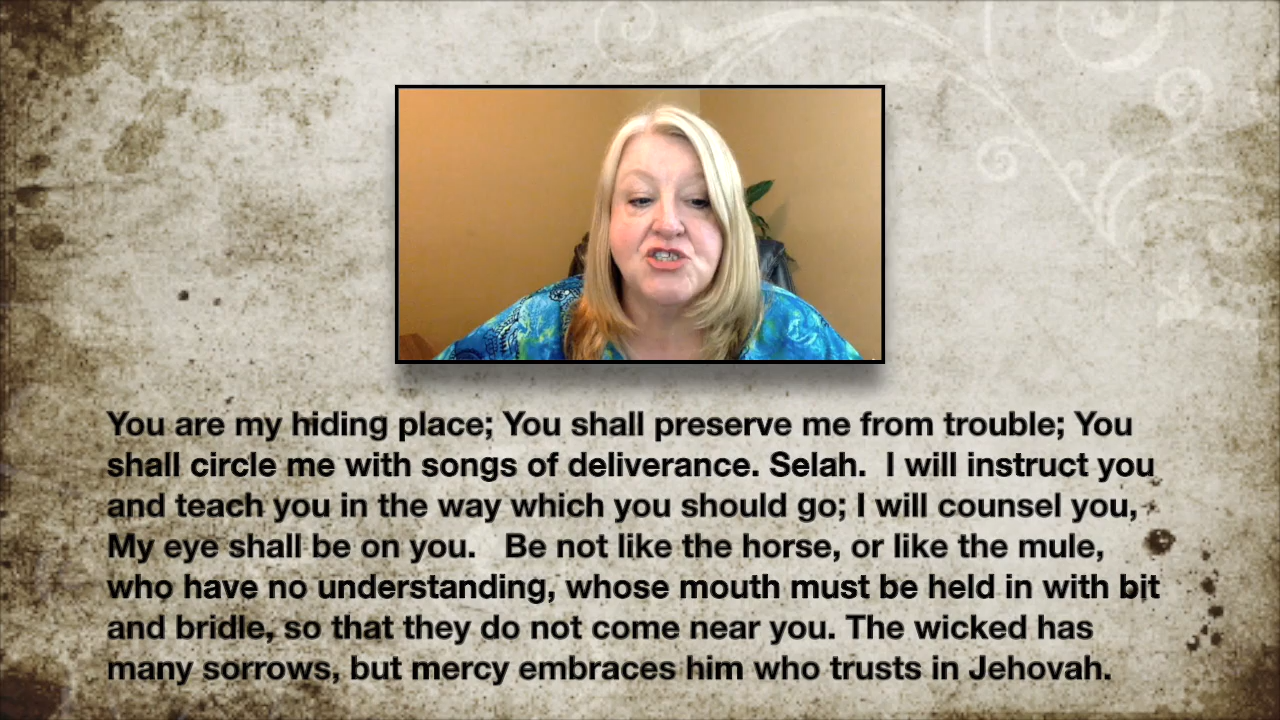 You are my hiding place; You shall preserve me from trouble; You
shall circle me with songs of deliverance. Selah.  I will instruct you
and teach you in the way which you should go; I will counsel you,
My eye shall be on you.   Be not like the horse, or like the mule,
who have no understanding, whose mouth must be held in with bit
and bridle, so that they do not come near you. The wicked has
many sorrows, but mercy embraces him who trusts in Jehovah.